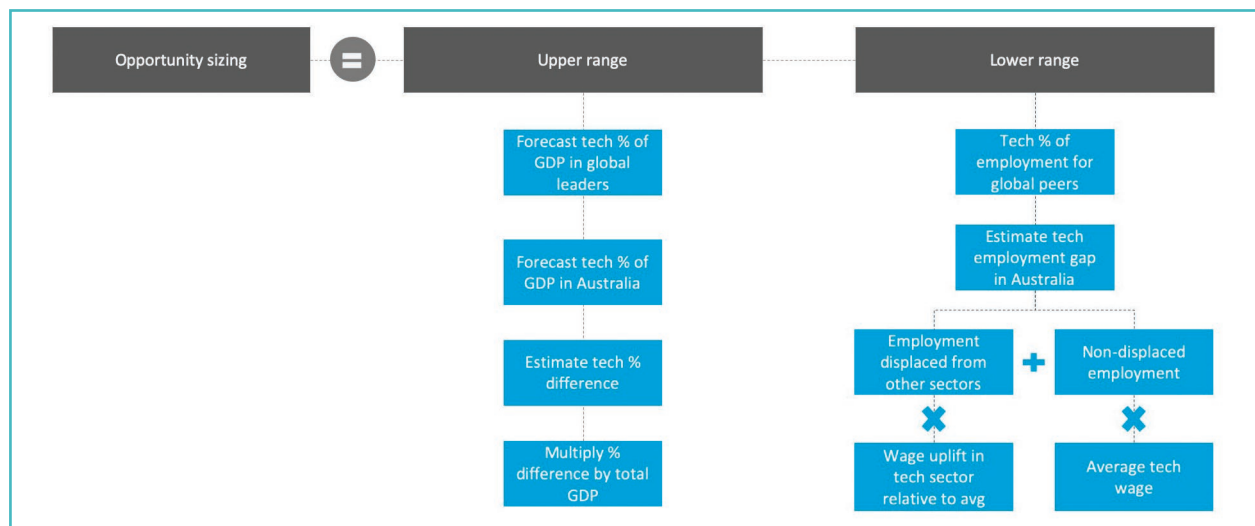 Opportunity sizing
Upper range
Lower range
Forecast tech % of
GDP in global
leaders
Forecast tech % of
GDP in Australia
Estimate tech %
difference
Multiply %
difference by total
GDP
Tech % of
employment for
global peers
Estimate tech
employment gap
in Australia
Employment
displaced from
other sectors
Non-displaced
employment
Wage uplift in
tech sector
relative to avg
Average tech
wage